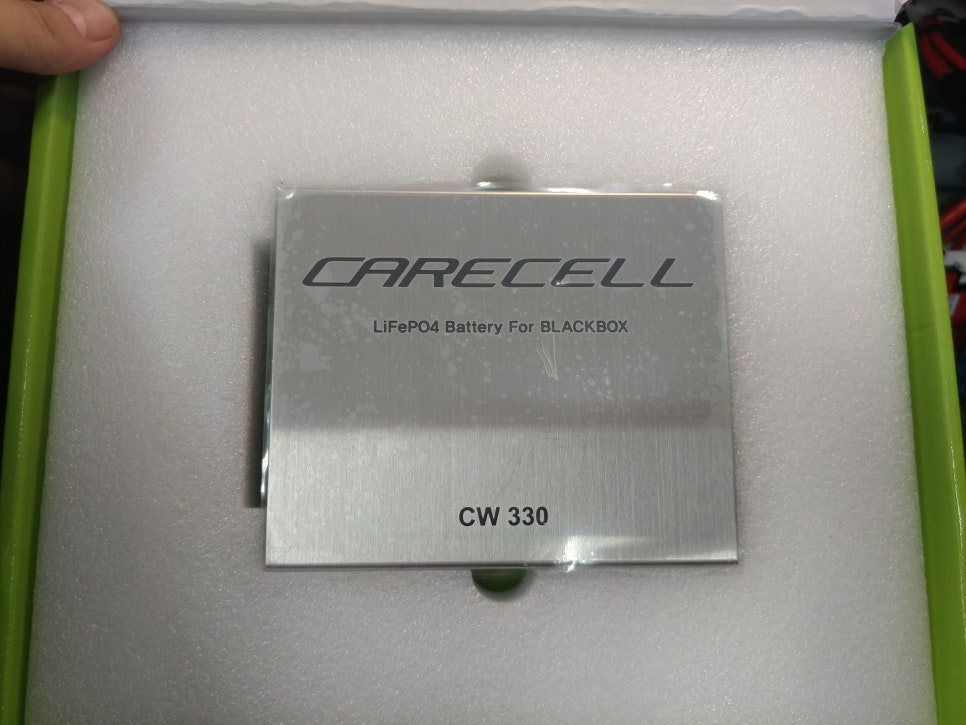 CARECELL
LiFePO4 Battery For BLACKBOX
CW 330